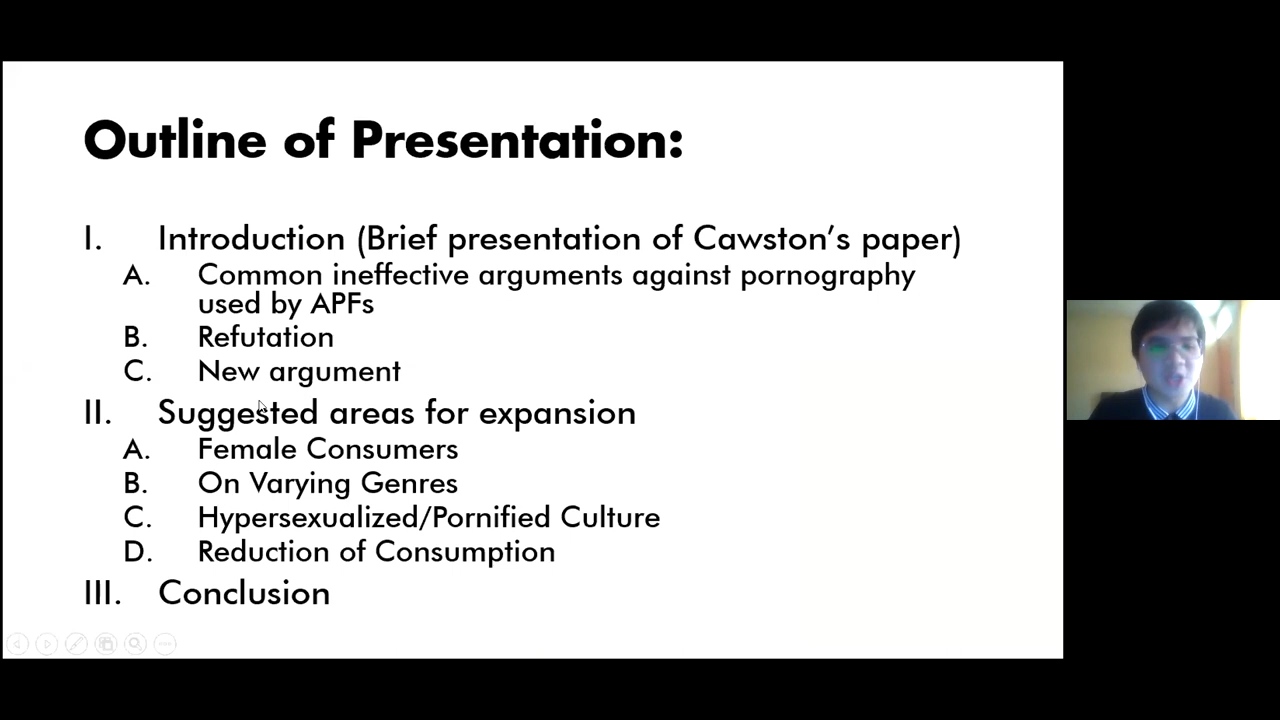 Outline of Presentation:
I. Introduction (Brief presentation of Cawston’s paper)
A. Common ineffective arguments against pornography
used by APFs
B. Refutation
C. New argument
II. Suggested areas for expansion
A. Female Consumers
B. On Varying Genres
C. Hypersexualized/Pornified Culture
D. Reduction of Consumption
III. Conclusion